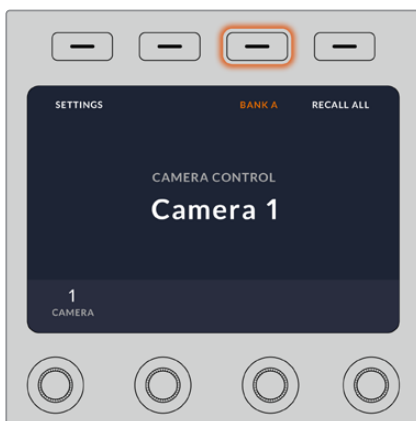 SETTINGS BANK A RECALL ALL
CAMERA CONTROL
Camera 1
1
CAMERA